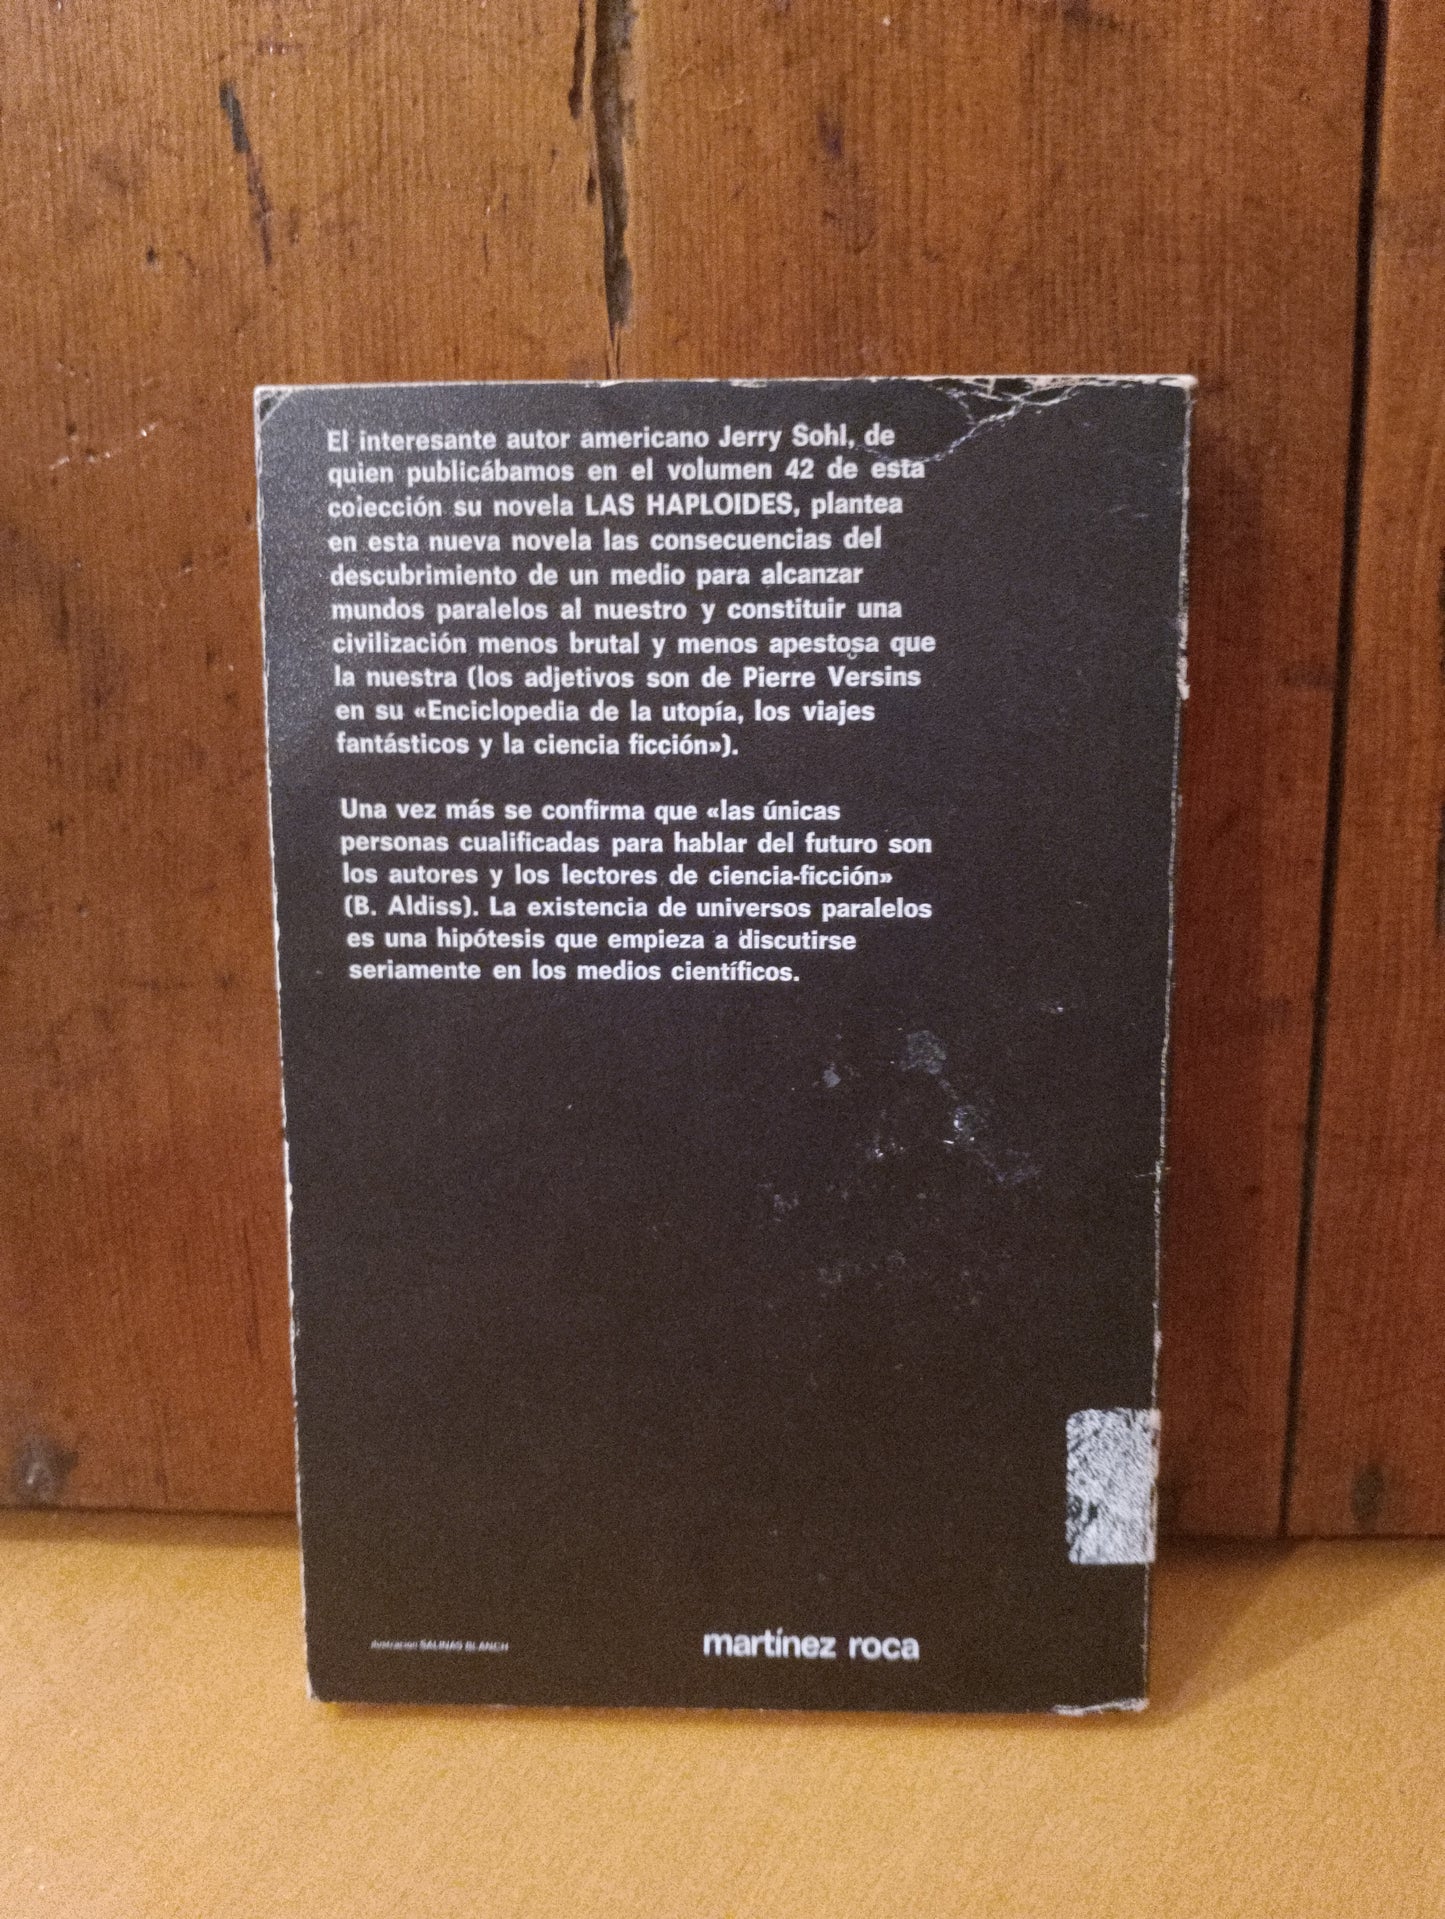 El interesante autor americano Jerry Sohl, de
quien publicábamos en el volumen 42 de esta
colección su novela LAS HAPLOIDES, plantea
en esta nueva novela las consecuencias del
descubrimiento de un medio para alcanzar
mundos paralelos al nuestro y constituir una
civilización menos brutal y menos apestosa que
la nuestra (los adjetivos son de Pierre Versins
en su «Enciclopedia de la utopía, los viajes
fantásticos y la ciencia ficción»).
Una vez más se confirma que «las únicas
personas cualificadas para hablar del futuro son
los autores y los lectores de ciencia-ficción»
(B. Aldiss). La existencia de universos paralelos
es una hipótesis que empieza a discutirse
seriamente en los medios científicos.
ilustración SALINAS BLANCH
martínez roca